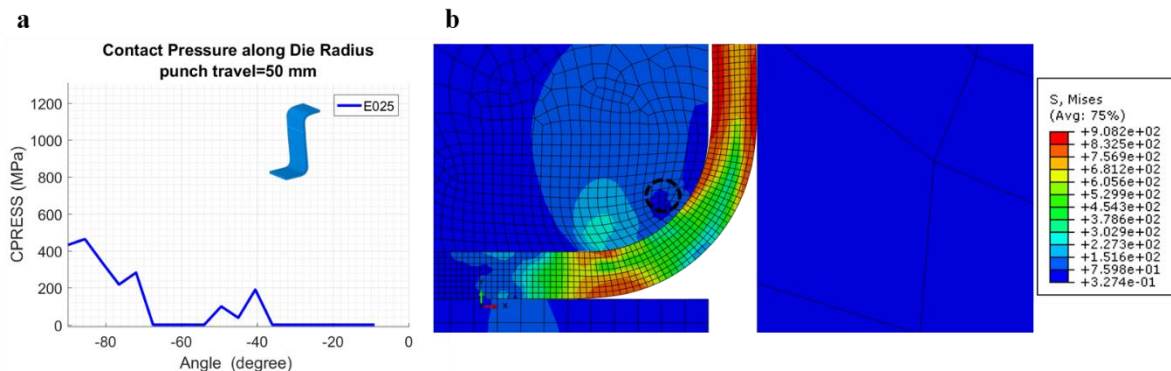 a
Contact Pressure along Die Radius
punch travel=50 mm
1200
1000
800
600
400
200
0
CPRESS (MPa)
E025
-80
-60
-40
-20
0
Angle (degree)
b
S, Mises
(Avg: 75%)
+9.082e+02
+8.325e+02
+7.569e+02
+6.812e+02
+6.056e+02
+5.299e+02
+4.543e+02
+3.786e+02
+3.029e+02
+2.273e+02
+1.516e+02
+7.598e+01
+3.274e-01